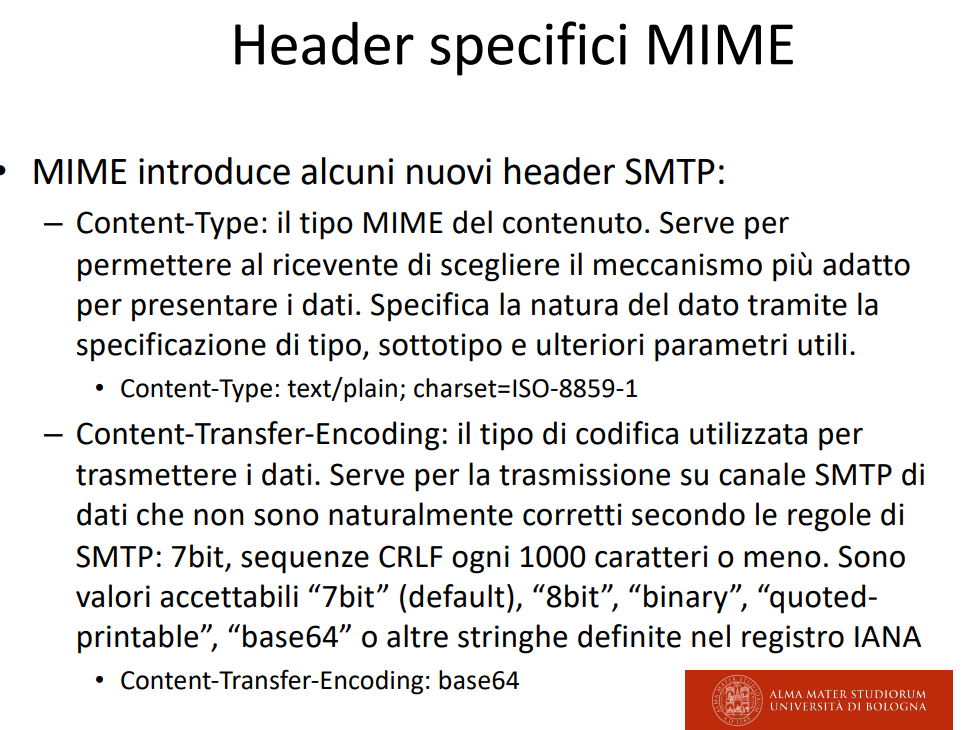 Header specifici MIME
• MIME introduce alcuni nuovi header SMTP:
– Content-Type: il tipo MIME del contenuto. Serve per
permettere al ricevente di scegliere il meccanismo più adatto
per presentare i dati. Specifica la natura del dato tramite la
specificazione di tipo, sottotipo e ulteriori parametri utili.
• Content-Type: text/plain; charset=ISO-8859-1
– Content-Transfer-Encoding: il tipo di codifica utilizzata per
trasmettere i dati. Serve per la trasmissione su canale SMTP di
dati che non sono naturalmente corretti secondo le regole di
SMTP: 7bit, sequenze CRLF ogni 1000 caratteri o meno. Sono
valori accettabili “7bit” (default), “8bit”, “binary”, “quoted-
printable”, “base64” o altre stringhe definite nel registro IANA
• Content-Transfer-Encoding: base64
ALMA MATER STUDIORUM
UNIVERSITÀ DI BOLOGNA